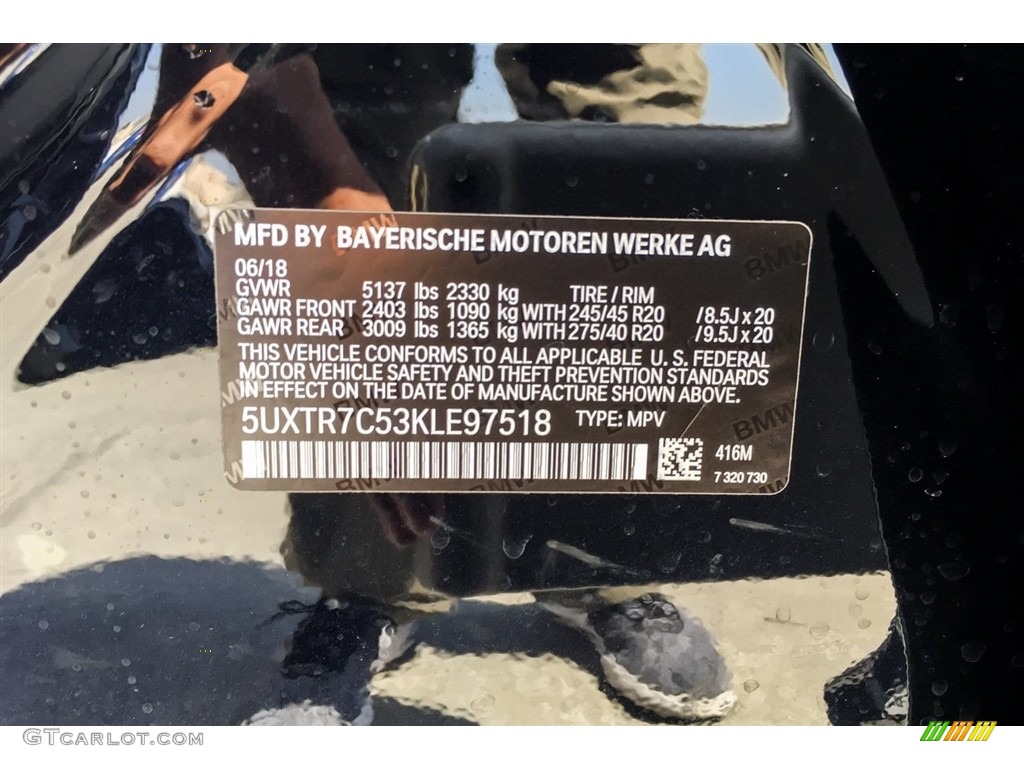 MFD BY BAYERISCHE MOTOREN WERKE AG
06/18
GVWR 5137 lbs 2330 kg TIRE / RIM
GAWR FRONT 2403 lbs 1090 kg WITH 245/45 R20 /8.5J x 20
GAWR REAR 3009 lbs 1365 kg WITH 275/40 R20 /9.5J x 20
THIS VEHICLE CONFORMS TO ALL APPLICABLE U. S. FEDERAL
MOTOR VEHICLE SAFETY AND THEFT PREVENTION STANDARDS
IN EFFECT ON THE DATE OF MANUFACTURE SHOWN ABOVE.
5UXTR7C53KLE97518 TYPE: MPV
416M
7 320 730
GTcarlot.com